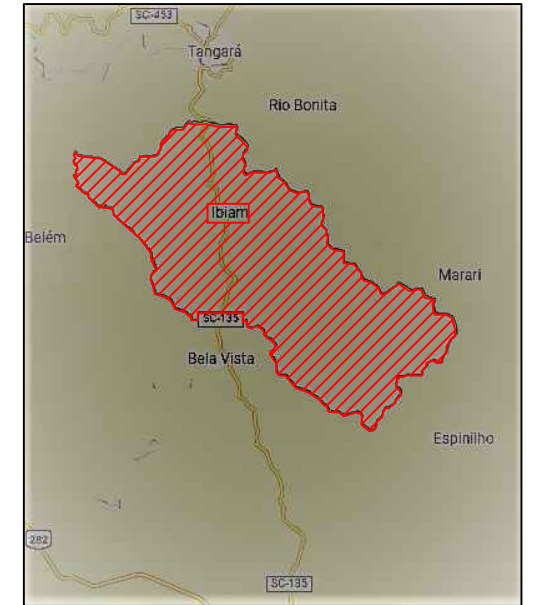 SC-453
Tangará
Rio Bonita
Ibiam
Belém
Marari
SC-135
Bela Vista
Espinilho
282
SC-135